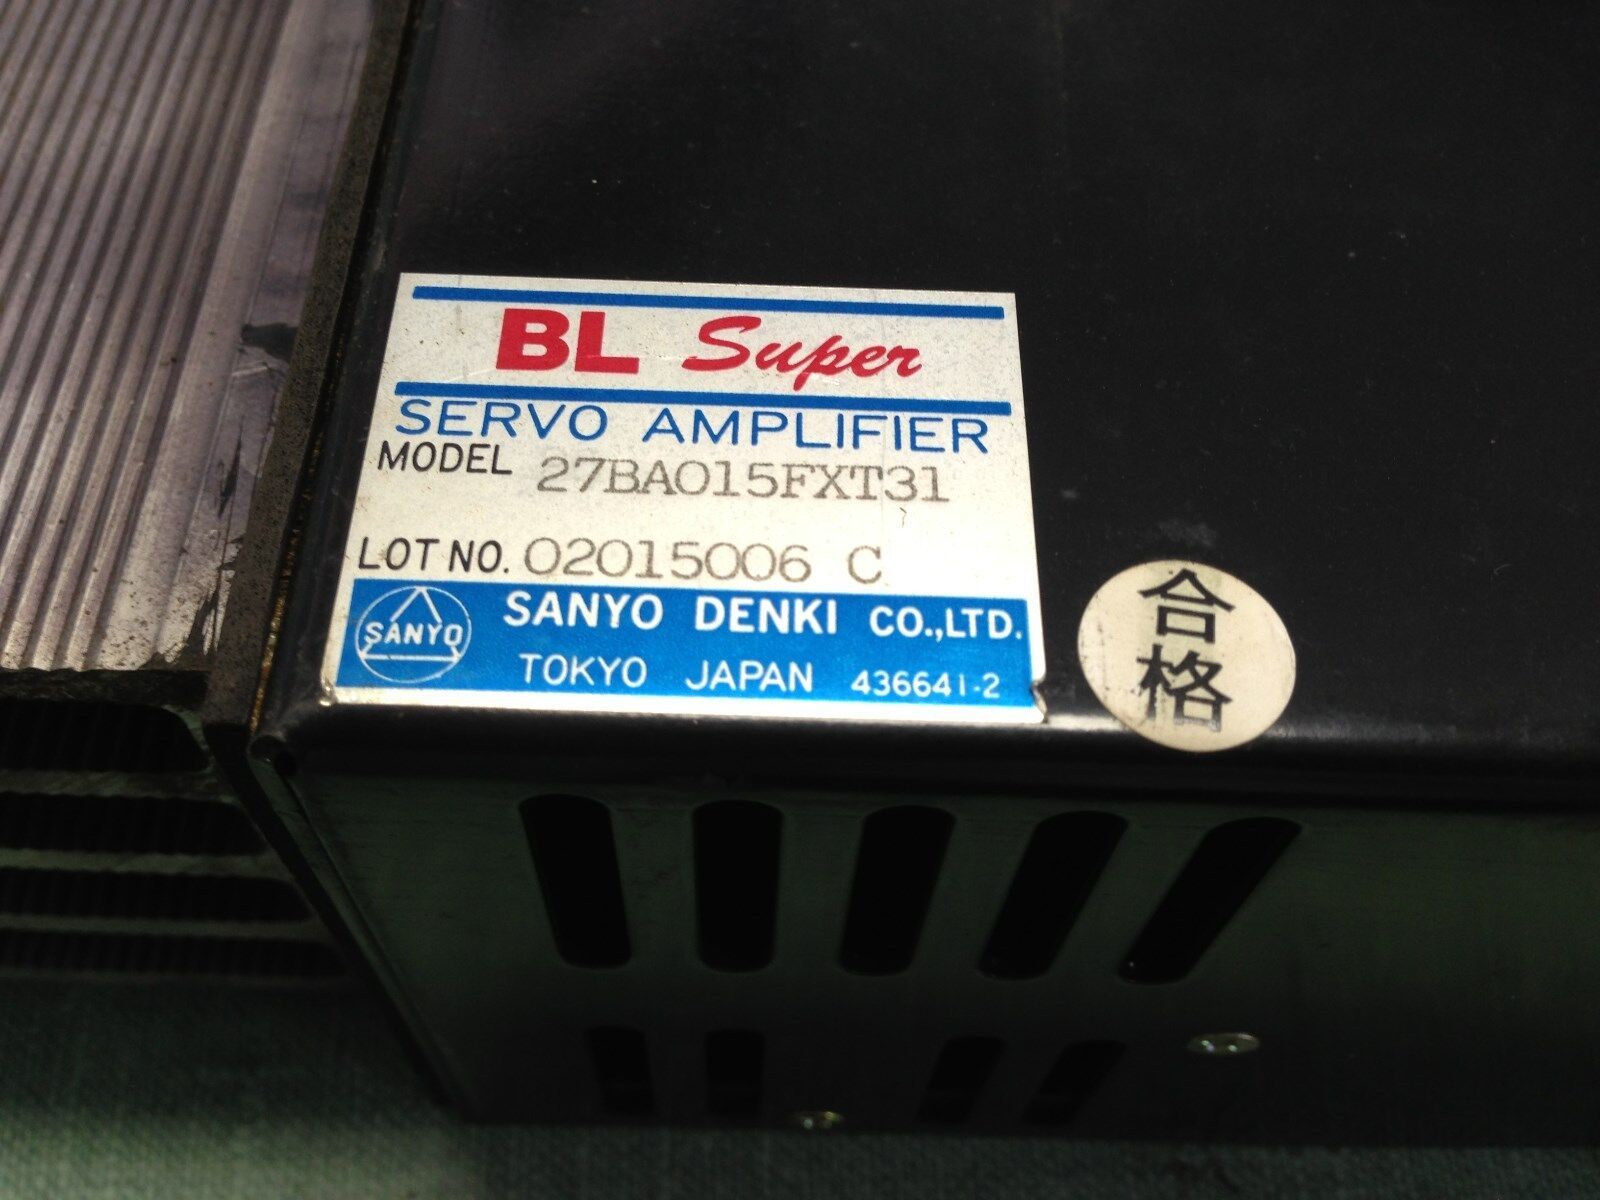 BL Super
SERVO AMPLIFIER
MODEL 27BA015FXT31
LOT NO. 02015006 C
SANYO
SANYO DENKI CO.,LTD.
TOKYO JAPAN 436641-2
合
格